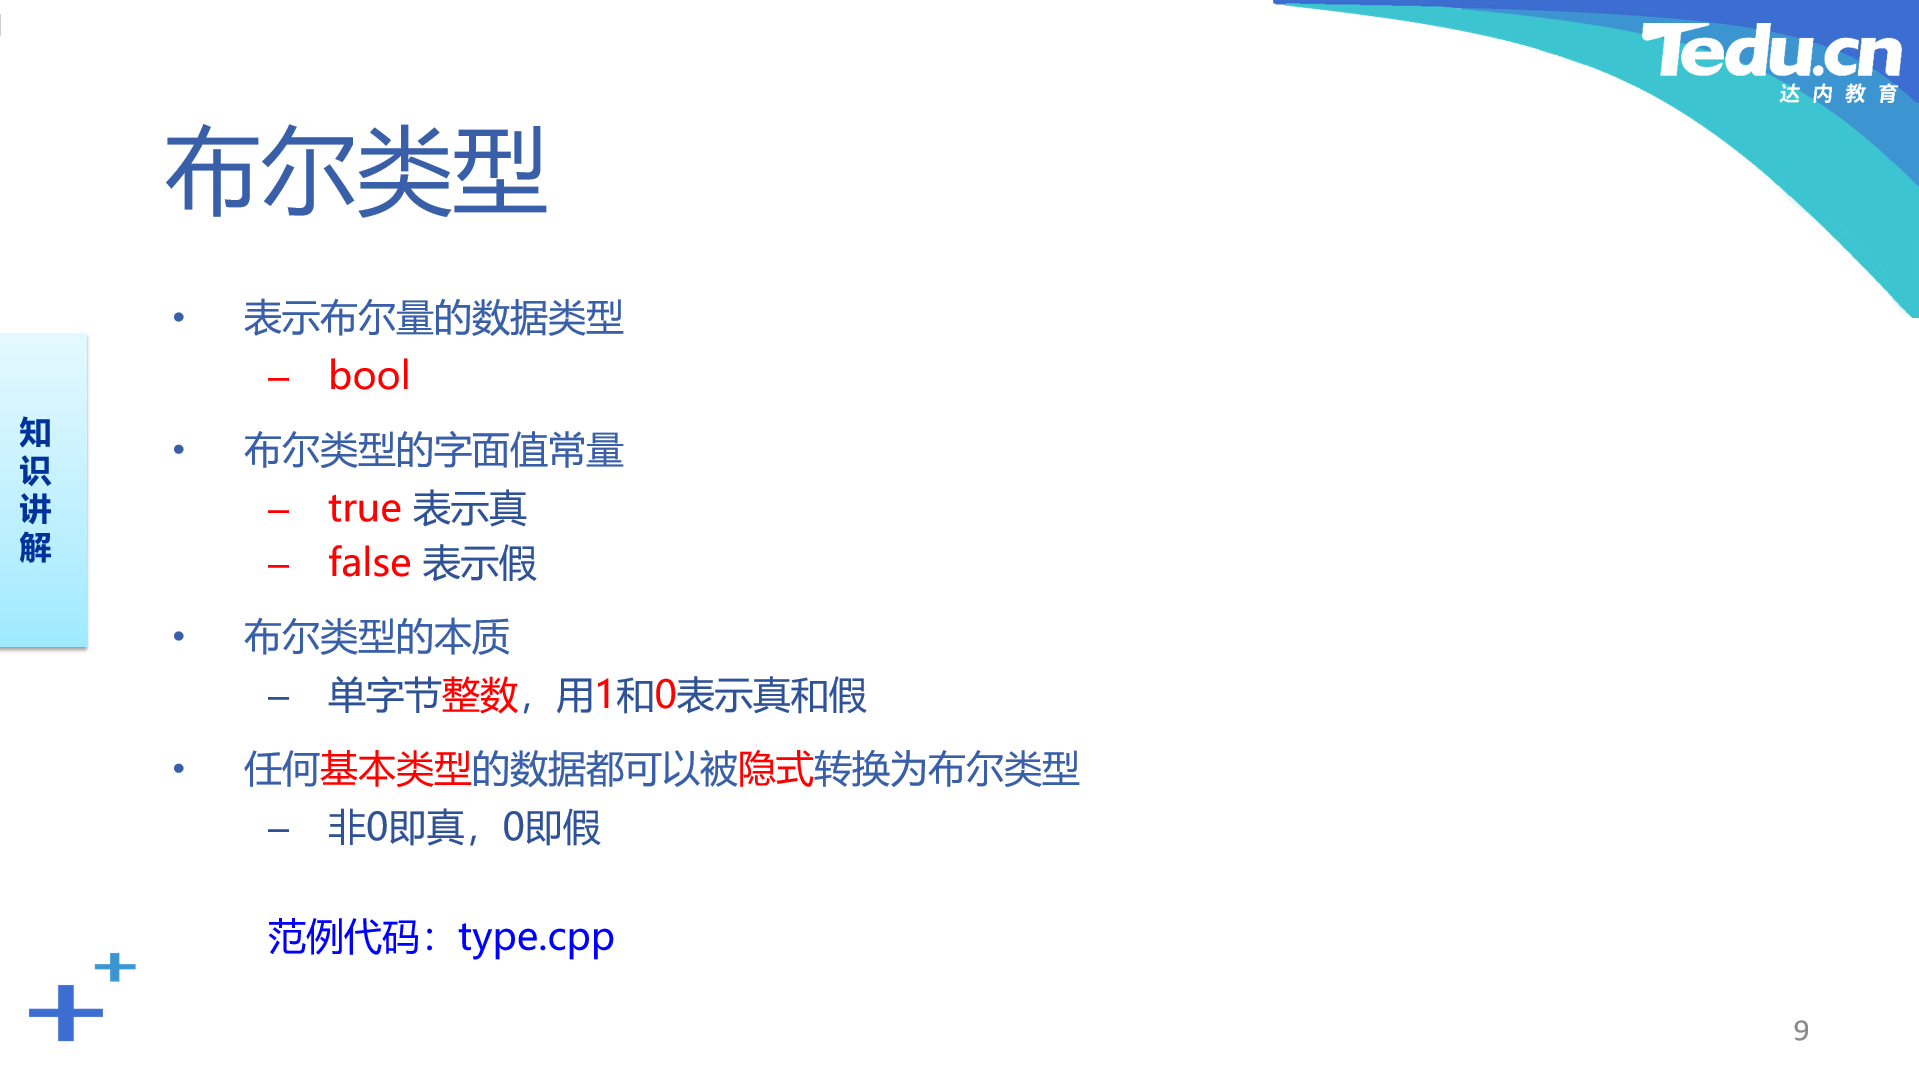 Tedu.cn
达内教育
布尔类型
• 表示布尔量的数据类型
– bool
• 布尔类型的字面值常量
– true 表示真
– false 表示假
• 布尔类型的本质
– 单字节整数，用1和0表示真和假
• 任何基本类型的数据都可以被隐式转换为布尔类型
– 非0即真，0即假
范例代码：type.cpp
知
识
讲
解
9